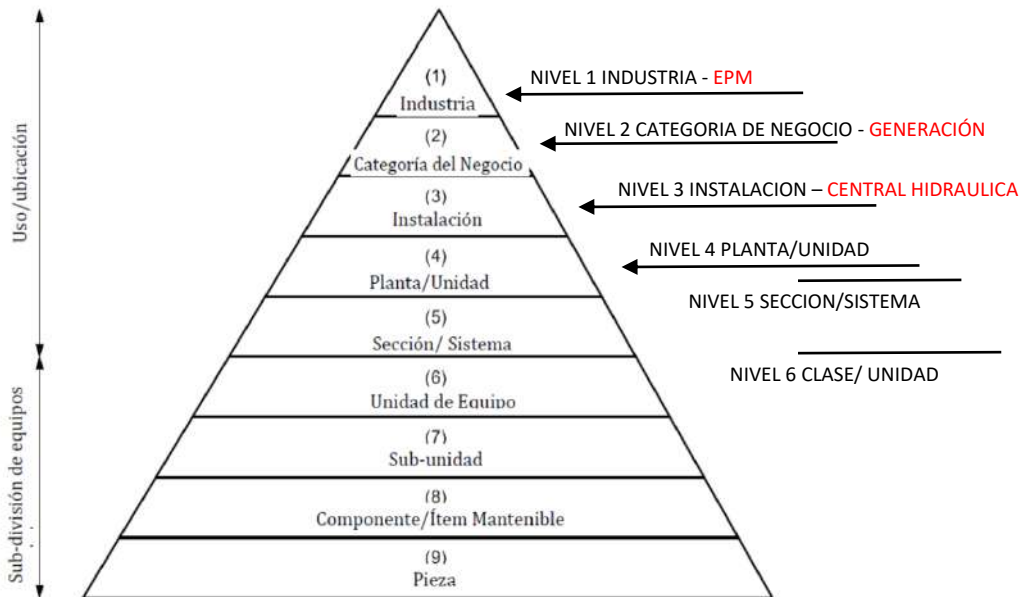 Uso/ubicación
Sub-división de equipos
(1)
Industria
(2)
Categoría del Negocio
(3)
Instalación
(4)
Planta/Unidad
(5)
Sección/ Sistema
(6)
Unidad de Equipo
(7)
Sub-unidad
(8)
Componente/Ítem Mantenible
(9)
Pieza
NIVEL 1 INDUSTRIA - EPM
NIVEL 2 CATEGORIA DE NEGOCIO - GENERACIÓN
NIVEL 3 INSTALACION – CENTRAL HIDRAULICA
NIVEL 4 PLANTA/UNIDAD
NIVEL 5 SECCION/SISTEMA
NIVEL 6 CLASE/ UNIDAD